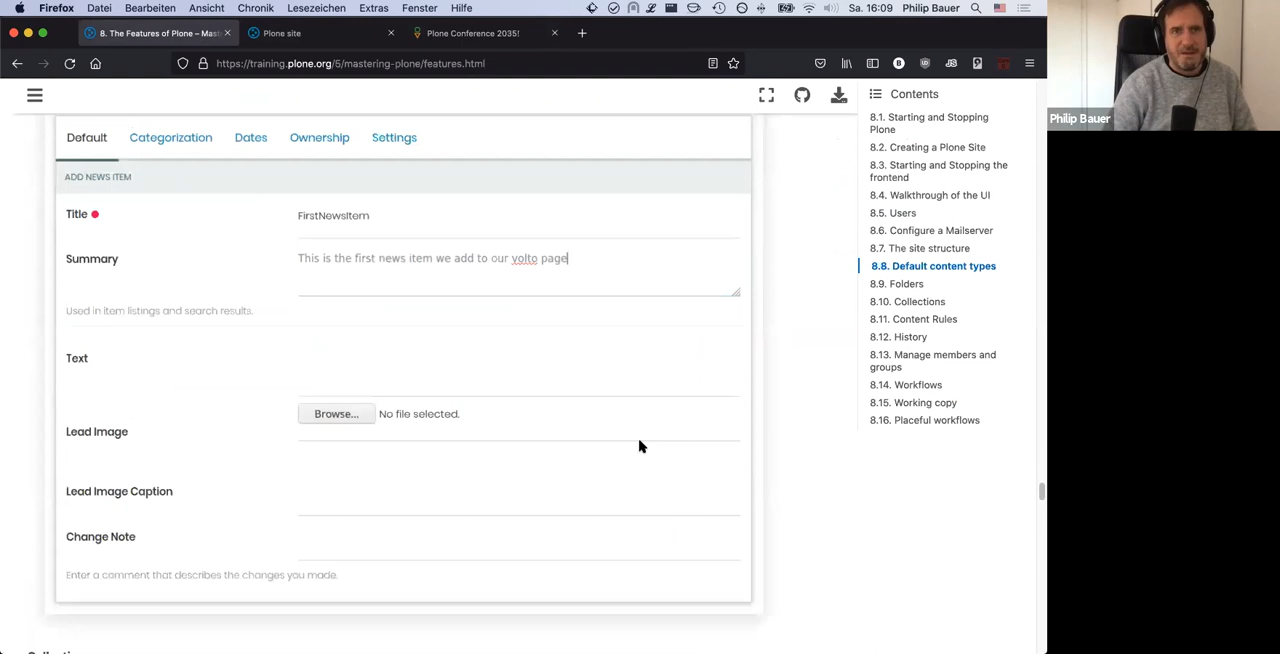 Firefox Datei Bearbeiten Ansicht Chronik Lesezeichen Extras Fenster Hilfe Sa. 16:09 Philip Bauer
8. The Features of Plone – Mast
Plone site
Plone Conference 2035!
https://training.plone.org/5/mastering-plone/features.html
Contents
8.1. Starting and Stopping
Plone
8.2. Creating a Plone Site
8.3. Starting and Stopping the
frontend
8.4. Walkthrough of the UI
8.5. Users
8.6. Configure a Mailserver
8.7. The site structure
8.8. Default content types
8.9. Folders
8.10. Collections
8.11. Content Rules
8.12. History
8.13. Manage members and
groups
8.14. Workflows
8.15. Working copy
8.16. Placeful workflows
Default Categorization Dates Ownership Settings
ADD NEWS ITEM
Title FirstNewsItem
Summary This is the first news item we add to our volto page
Used in item listings and search results.
Text
Browse... No file selected.
Lead Image
Lead Image Caption
Change Note
Enter a comment that describes the changes you made.
Philip Bauer